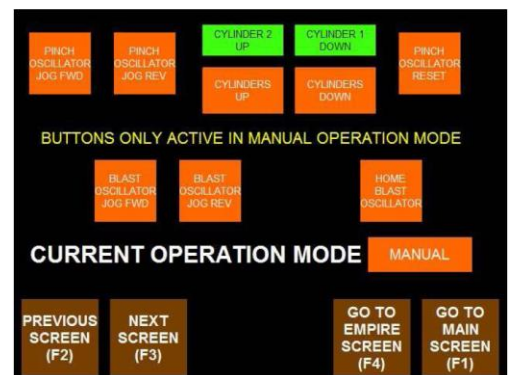 PINCH
OSCILLATOR
JOG FWD
PINCH
OSCILLATOR
JOG REV
CYLINDER 2
UP
CYLINDER 1
DOWN
CYLINDERS
UP
CYLINDERS
DOWN
PINCH
OSCILLATOR
RESET
BUTTONS ONLY ACTIVE IN MANUAL OPERATION MODE
BLAST
OSCILLATOR
JOG FWD
BLAST
OSCILLATOR
JOG REV
HOME
BLAST
OSCILLATOR
CURRENT OPERATION MODE
MANUAL
PREVIOUS
SCREEN
(F2)
NEXT
SCREEN
(F3)
GO TO
EMPIRE
SCREEN
(F4)
GO TO
MAIN
SCREEN
(F1)